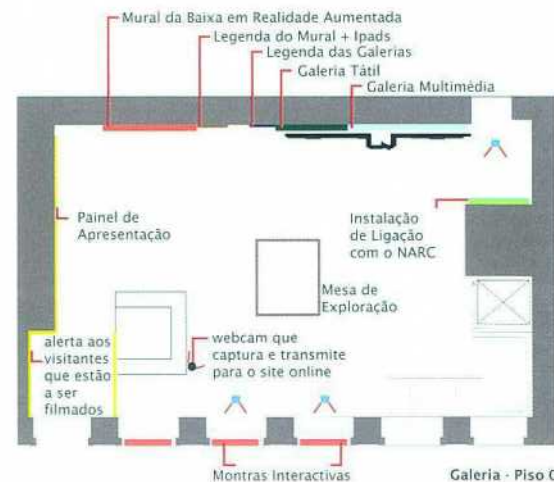 Mural da Baixa em Realidade Aumentada
Legenda do Mural + Ipads
Legenda das Galerias
Galeria Tátil
Galeria Multimédia
Painel de
Apresentação
Instalação
de Ligação
com o NARC
Mesa de
Exploração
alerta aos
visitantes
que estão
a ser
filmados
webcam que
captura e transmite
para o site online
Montras Interactivas
Galeria - Piso 0